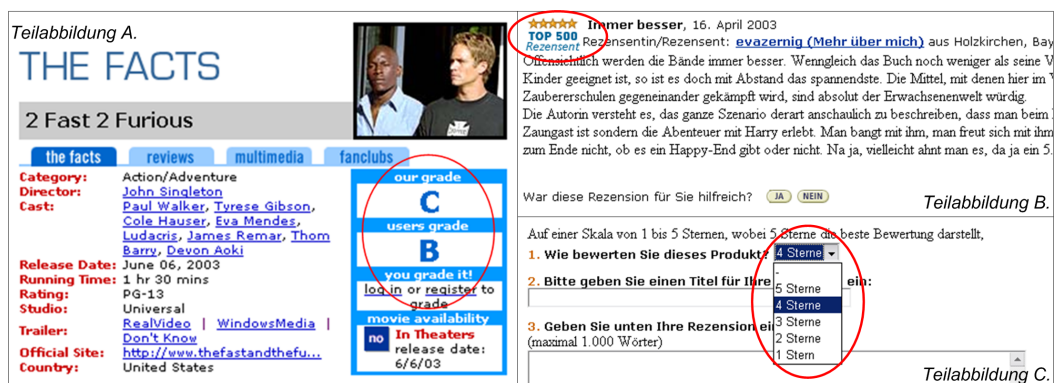 Teilabbildung A.
THE FACTS
2 Fast 2 Furious
the facts reviews multimedia fanclubs
Category: Action/Adventure
Director: John Singleton
Cast: Paul Walker, Tyrese Gibson,
Cole Hauser, Eva Mendes,
Ludacris, James Remar, Thom
Barry, Devon Aoki
Release Date: June 06, 2003
Running Time: 1 hr 30 mins
Rating: PG-13
Studio: Universal
Trailer: RealVideo | WindowsMedia |
Don't Know
Official Site: http://www.thefastandthefu...
Country: United States
our grade
C
users grade
B
you grade it!
log in or register to
grade
movie availability
no In Theaters
release date:
6/6/03
Immer besser, 16. April 2003
TOP 500
Rezensent
Rezensentin/Rezensent: evazernig (Mehr über mich) aus Holzkirchen, Bay
Offensichtlich werden die Bände immer besser. Wenngleich das Buch noch weniger als seine V
Kinder geeignet ist, so ist es doch mit Abstand das spannendste. Die Mittel, mit denen hier im
Zaubererschulen gegeneinander gekämpft wird, sind absolut der Erwachsenenwelt würdig.
Die Autorin versteht es, das ganze Szenario derart anschaulich zu beschreiben, dass man beim
Zaungast ist sondern die Abenteuer mit Harry erlebt. Man bangt mit ihm, man freut sich mit ihm
zum Ende nicht, ob es ein Happy-End gibt oder nicht. Na ja, vielleicht ahnt man es, da ja ein 5.
War diese Rezension für Sie hilfreich? JA NEIN
Teilabbildung B.
Auf einer Skala von 1 bis 5 Sternen, wobei 5 Sterne die beste Bewertung darstellt,
1. Wie bewerten Sie dieses Produkt? 4 Sterne
-
5 Sterne
4 Sterne
3 Sterne
2 Sterne
1 Stern
2. Bitte geben Sie einen Titel für Ihre ein:
3. Geben Sie unten Ihre Rezension ei
(maximal 1.000 Wörter)
Teilabbildung C.